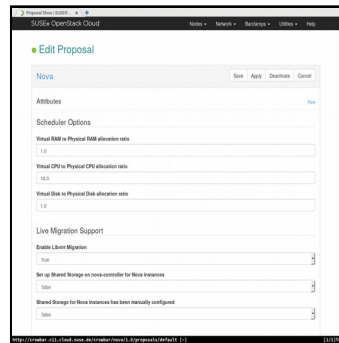 Proposal Show | SUSE®...
SUSE® OpenStack Cloud
Nodes
Network
Barclamps
Utilities
Help
Edit Proposal
Nova
Save
Apply
Deactivate
Cancel
Attributes
Raw
Scheduler Options
Virtual RAM to Physical RAM allocation ratio
1.0
Virtual CPU to Physical CPU allocation ratio
16.0
Virtual Disk to Physical Disk allocation ratio
1.0
Live Migration Support
Enable Libvirt Migration
true
Set up Shared Storage on nova-controller for Nova instances
false
Shared Storage for Nova instances has been manually configured
false
http://crowbar.c11.cloud.suse.de/crowbar/nova/1.0/proposals/default [-]